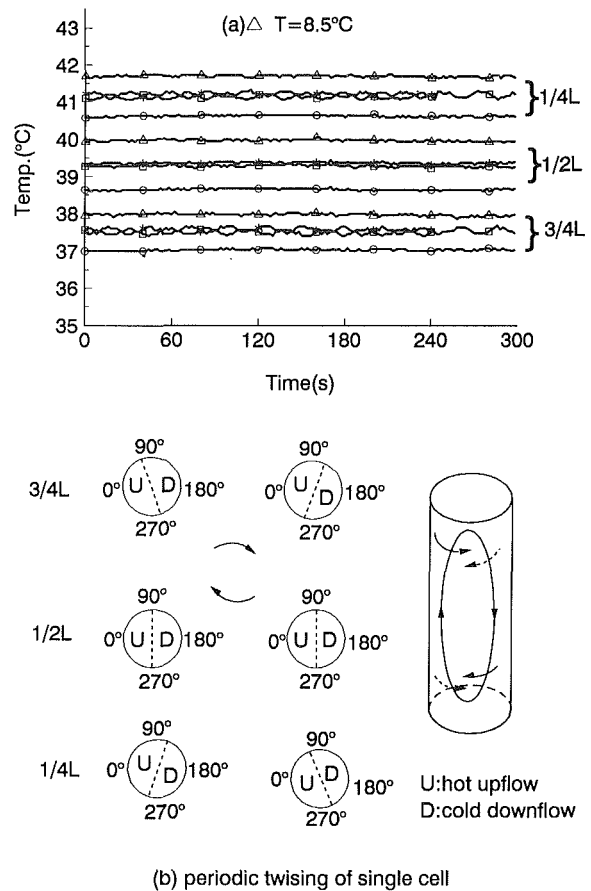 (a)△ T=8.5°C
43
42
41
40
39
38
37
36
35
Temp.(°C)
1/4L
1/2L
3/4L
0 60 120 180 240 300
Time(s)
90° 90°
3/4L 0° U D 180° 0° U D 180°
270° 270°
90° 90°
1/2L 0° U D 180° 0° U D 180°
270° 270°
90° 90°
1/4L 0° U D 180° 0° U D 180°
270° 270°
U:hot upflow
D:cold downflow
(b) periodic twising of single cell